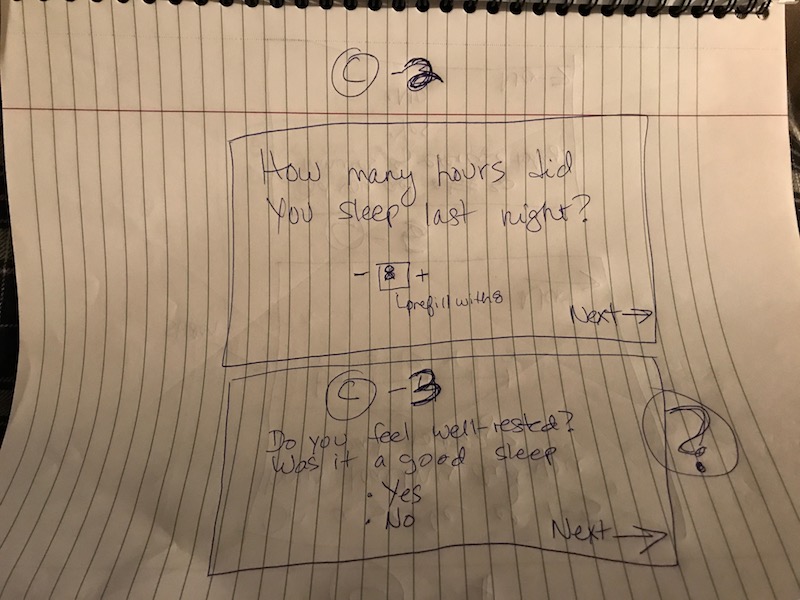 C -2
How many hours did
You sleep last night?
- 8 +
prefill with 8
Next →
C -3
Do you feel well-rested?
Was it a good sleep
?
• Yes
• No
Next →